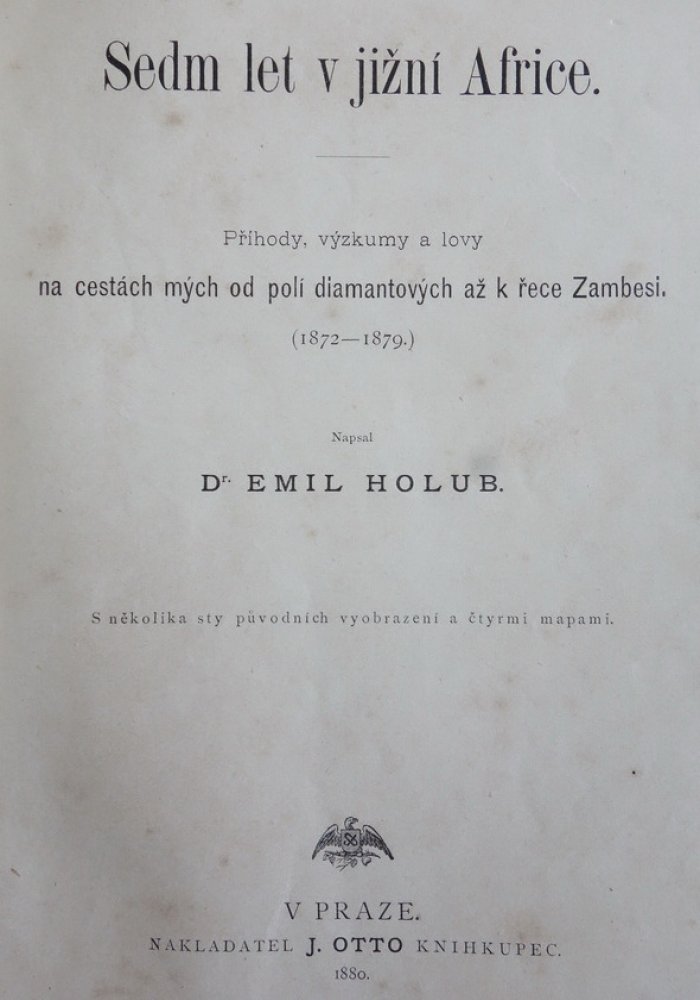 Sedm let v jižní Africe.
Příhody, výzkumy a lovy
na cestách mých od polí diamantových až k řece Zambesi.
(1872—1879.)
Napsal
Dr. EMIL HOLUB.
S několika sty původních vyobrazení a čtyrmi mapami.
V PRAZE.
NAKLADATEL J. OTTO KNIHKUPEC.
1880.